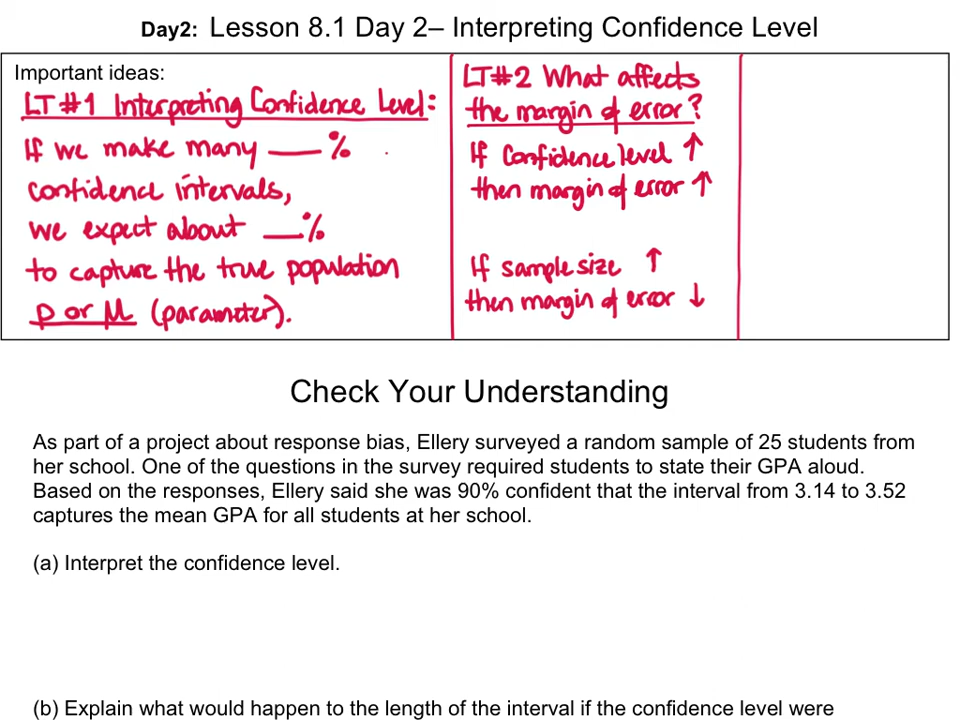 Day2: Lesson 8.1 Day 2– Interpreting Confidence Level
Important ideas:
LT#1 Interpreting Confidence Level:
If we make many ___%
confidence intervals,
we expect about ___%
to capture the true population
p or μ (parameter).
LT#2 What affects
the margin of error?
If confidence level ↑
then margin of error ↑
If sample size ↑
then margin of error ↓
Check Your Understanding
As part of a project about response bias, Ellery surveyed a random sample of 25 students from
her school. One of the questions in the survey required students to state their GPA aloud.
Based on the responses, Ellery said she was 90% confident that the interval from 3.14 to 3.52
captures the mean GPA for all students at her school.
(a) Interpret the confidence level.
(b) Explain what would happen to the length of the interval if the confidence level were